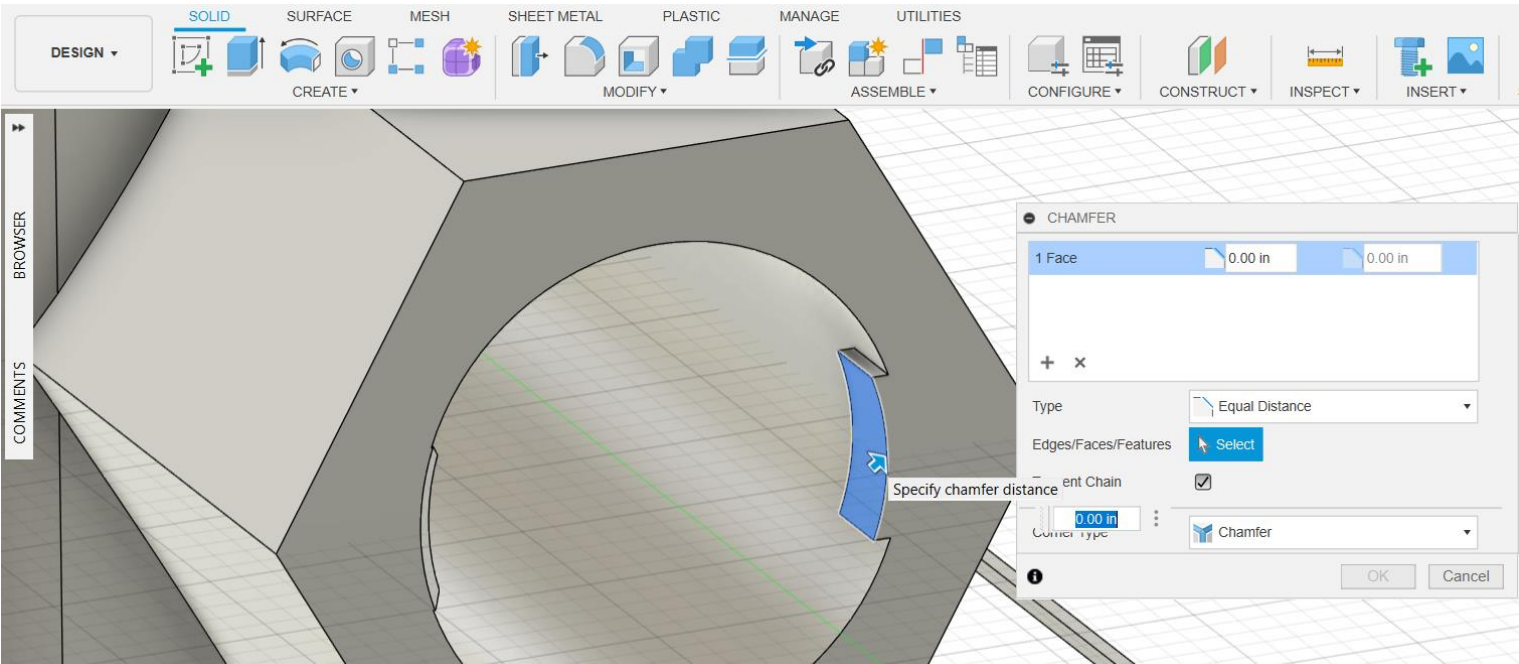 SOLID SURFACE MESH SHEET METAL PLASTIC MANAGE UTILITIES
DESIGN
CREATE MODIFY ASSEMBLE CONFIGURE CONSTRUCT INSPECT INSERT
BROWSER
COMMENTS
CHAMFER
1 Face 0.00 in 0.00 in
Type Equal Distance
Edges/Faces/Features Select
Specify chamfer distance
ent Chain
0.00 in
Corner Type Chamfer
OK Cancel